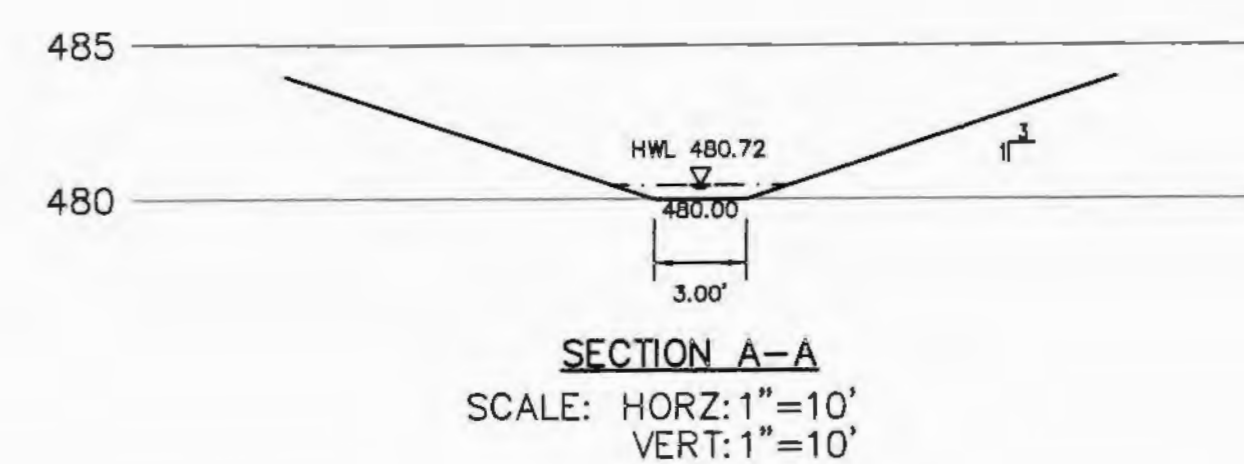 485
HWL 480.72
3
1
480
480.00
3.00'
SECTION A-A
SCALE: HORZ: 1"=10'
VERT: 1"=10'